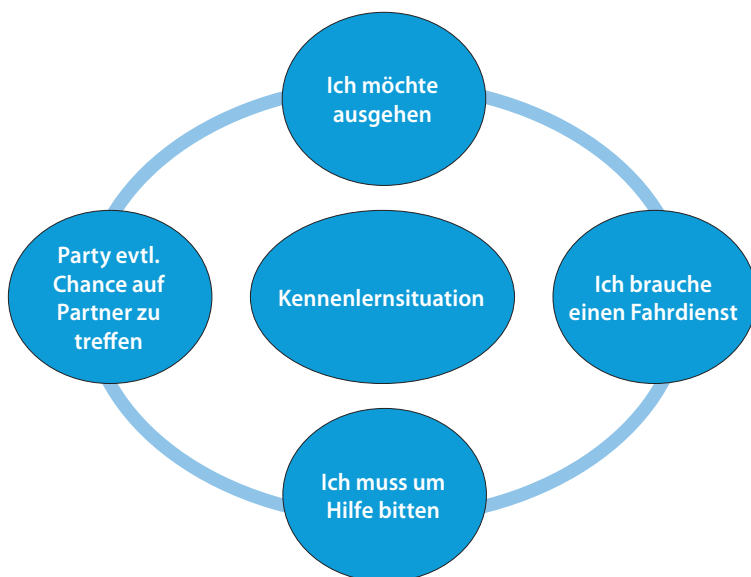 Ich möchte
ausgehen
Party evtl.
Chance auf
Partner zu
treffen
Kennenlernsituation
Ich brauche
einen Fahrdienst
Ich muss um
Hilfe bitten